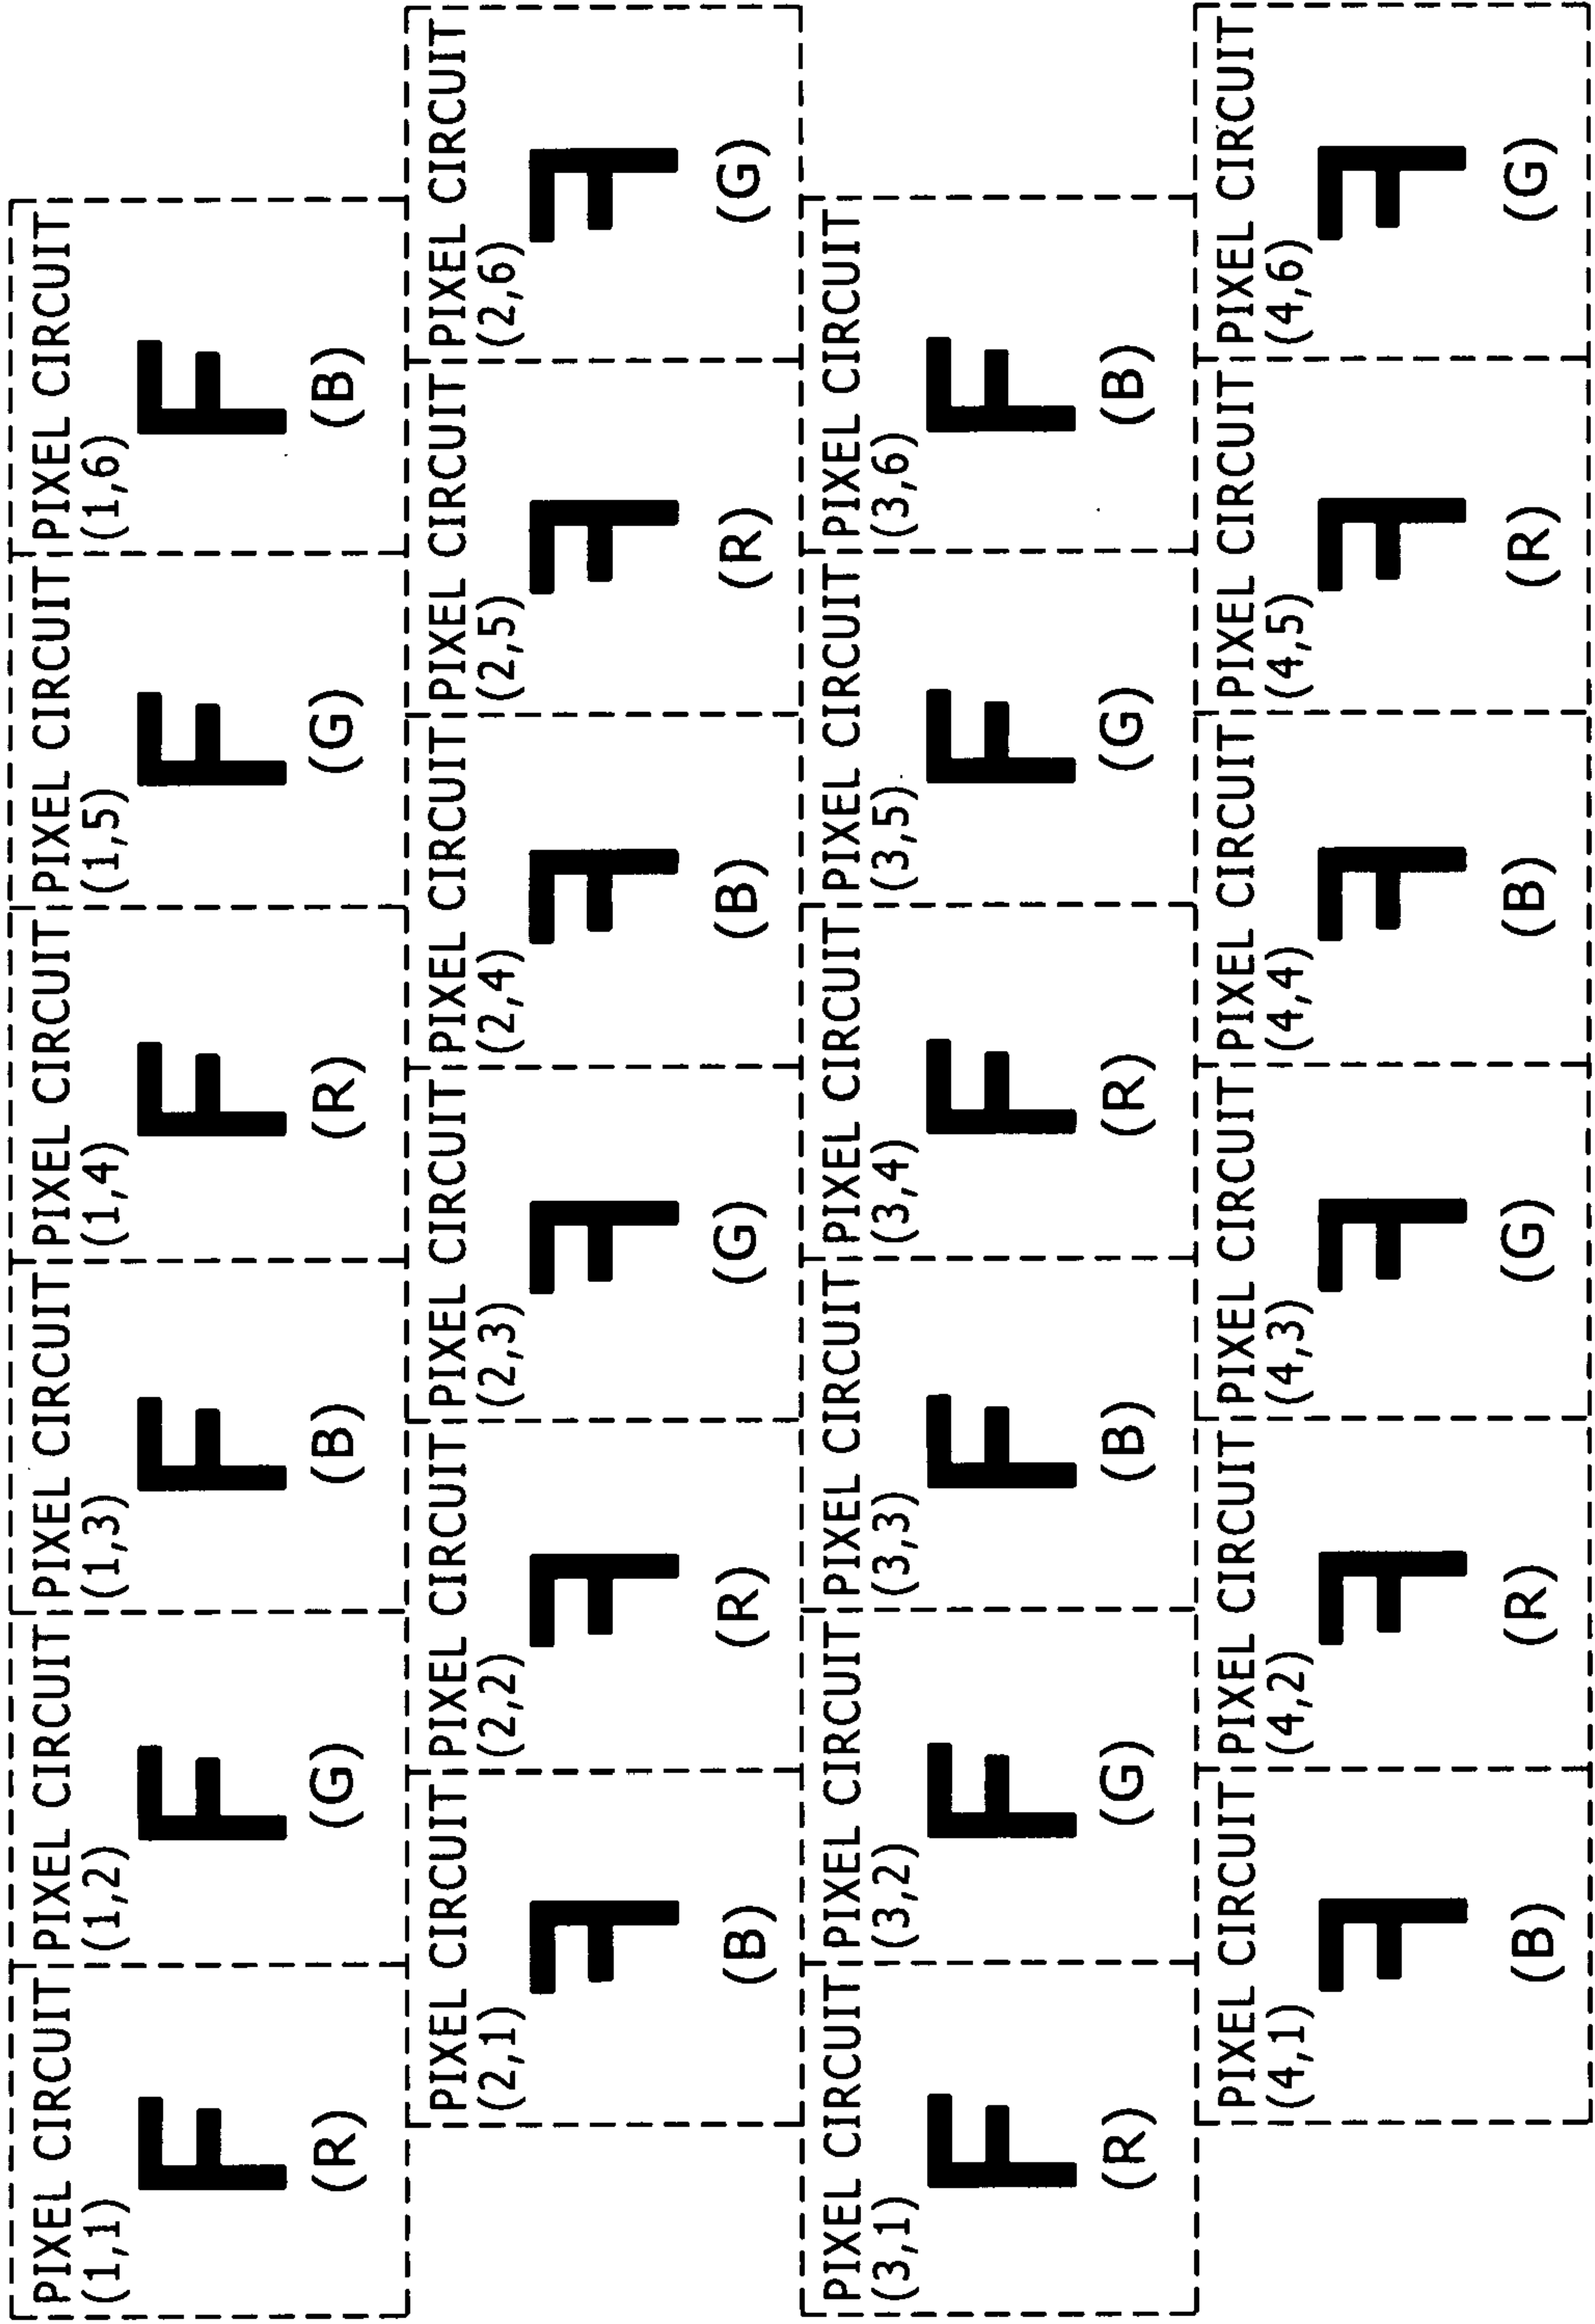 PIXEL CIRCUIT
(1,1)
F
(R)
PIXEL CIRCUIT
(1,2)
F
(G)
PIXEL CIRCUIT
(1,3)
F
(B)
PIXEL CIRCUIT
(1,4)
F
(R)
PIXEL CIRCUIT
(1,5)
F
(G)
PIXEL CIRCUIT
(1,6)
F
(B)
PIXEL CIRCUIT
(2,1)
F
(B)
PIXEL CIRCUIT
(2,2)
F
(R)
PIXEL CIRCUIT
(2,3)
F
(G)
PIXEL CIRCUIT
(2,4)
F
(B)
PIXEL CIRCUIT
(2,5)
F
(R)
PIXEL CIRCUIT
(2,6)
F
(G)
PIXEL CIRCUIT
(3,1)
F
(R)
PIXEL CIRCUIT
(3,2)
F
(G)
PIXEL CIRCUIT
(3,3)
F
(B)
PIXEL CIRCUIT
(3,4)
F
(R)
PIXEL CIRCUIT
(3,5)
F
(G)
PIXEL CIRCUIT
(3,6)
F
(B)
PIXEL CIRCUIT
(4,1)
F
(B)
PIXEL CIRCUIT
(4,2)
F
(R)
PIXEL CIRCUIT
(4,3)
F
(G)
PIXEL CIRCUIT
(4,4)
F
(B)
PIXEL CIRCUIT
(4,5)
F
(R)
PIXEL CIRCUIT
(4,6)
F
(G)